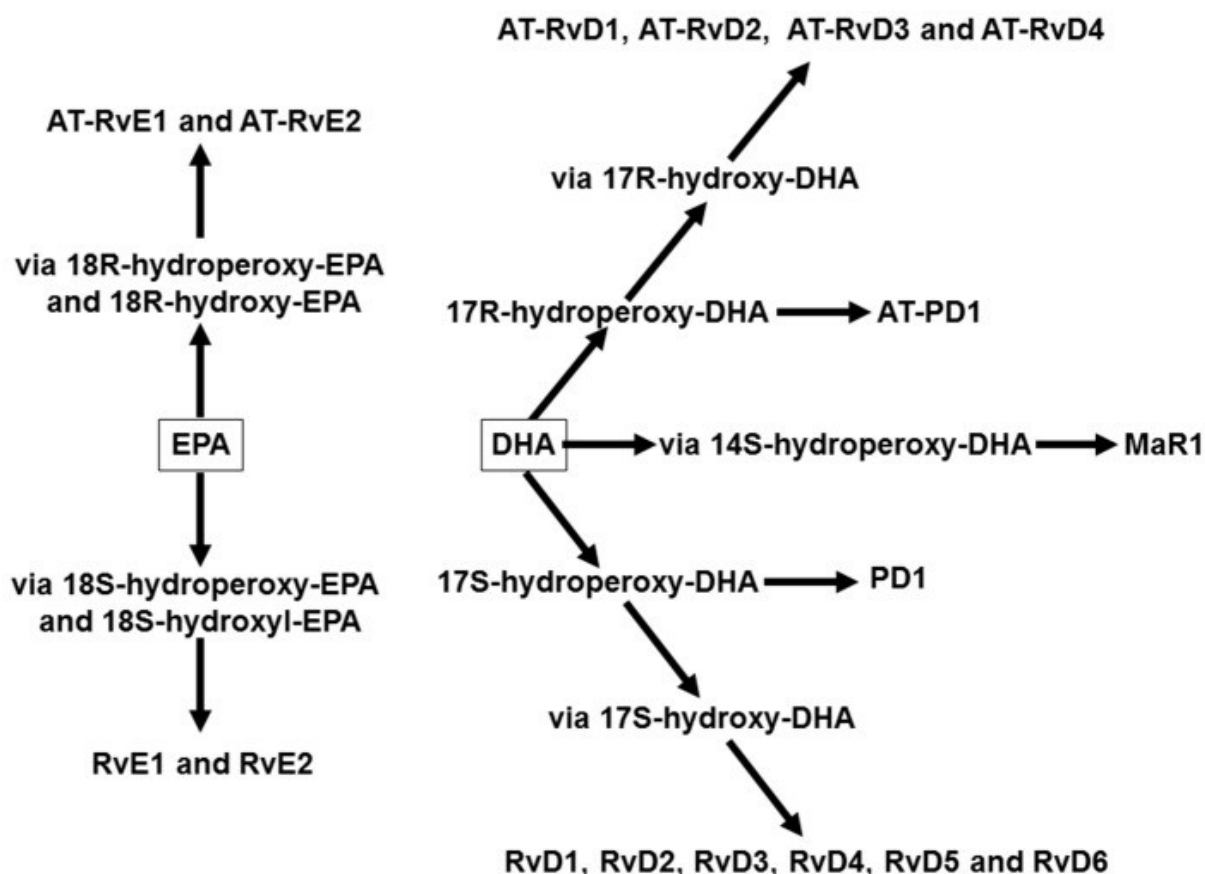 AT-RvD1, AT-RvD2, AT-RvD3 and AT-RvD4
AT-RvE1 and AT-RvE2
via 17R-hydroxy-DHA
via 18R-hydroperoxy-EPA
and 18R-hydroxy-EPA
17R-hydroperoxy-DHA
AT-PD1
EPA
DHA
via 14S-hydroperoxy-DHA
MaR1
via 18S-hydroperoxy-EPA
and 18S-hydroxyl-EPA
17S-hydroperoxy-DHA
PD1
via 17S-hydroxy-DHA
RvE1 and RvE2
RvD1, RvD2, RvD3, RvD4, RvD5 and RvD6